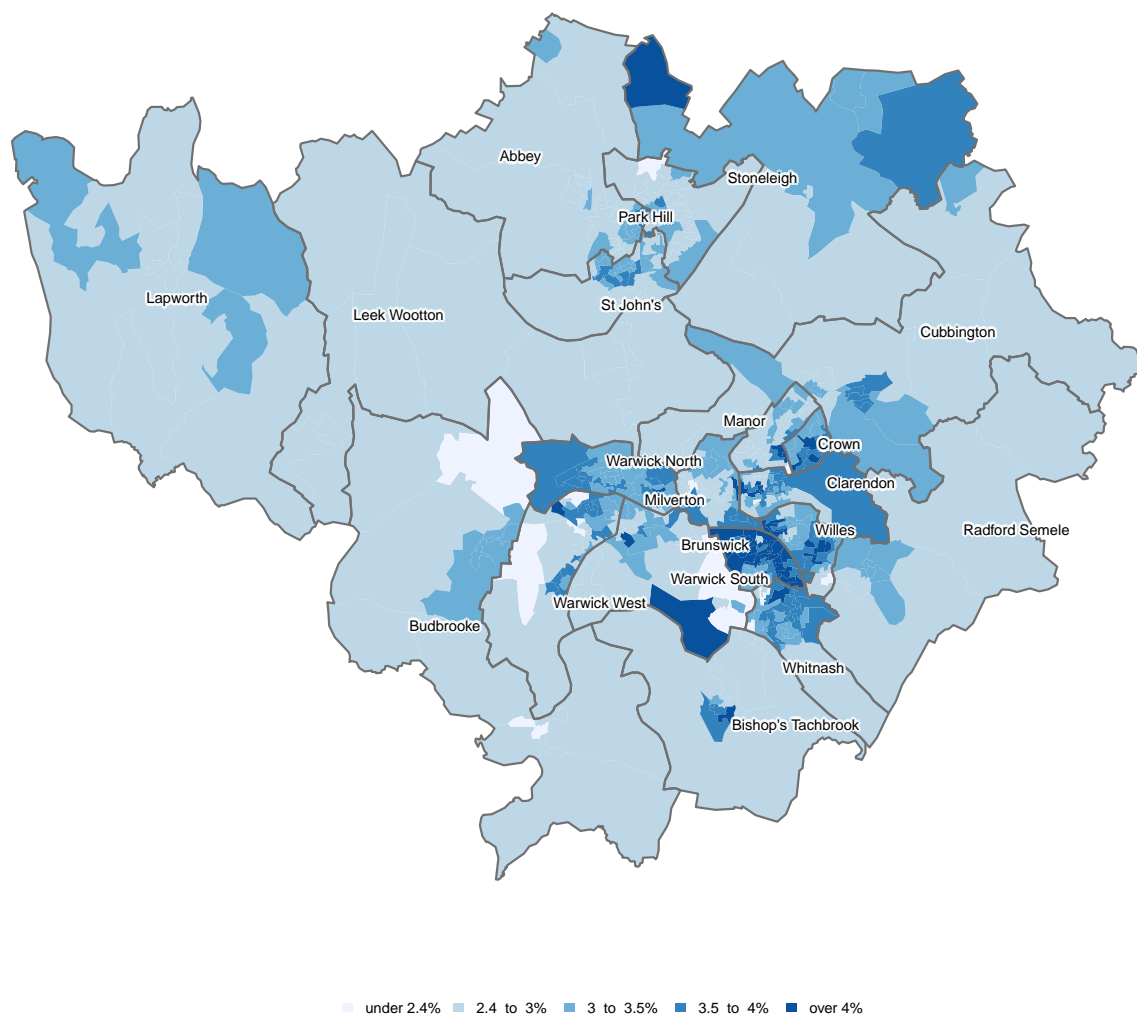 Abbey
Stoneleigh
Park Hill
Lapworth
St John's
Leek Wootton
Cubbington
Manor
Crown
Warwick North
Clarendon
Milverton
Willes
Radford Semele
Brunswick
Warwick South
Warwick West
Budbrooke
Whitnash
Bishop's Tachbrook
under 2.4% 2.4 to 3% 3 to 3.5% 3.5 to 4% over 4%